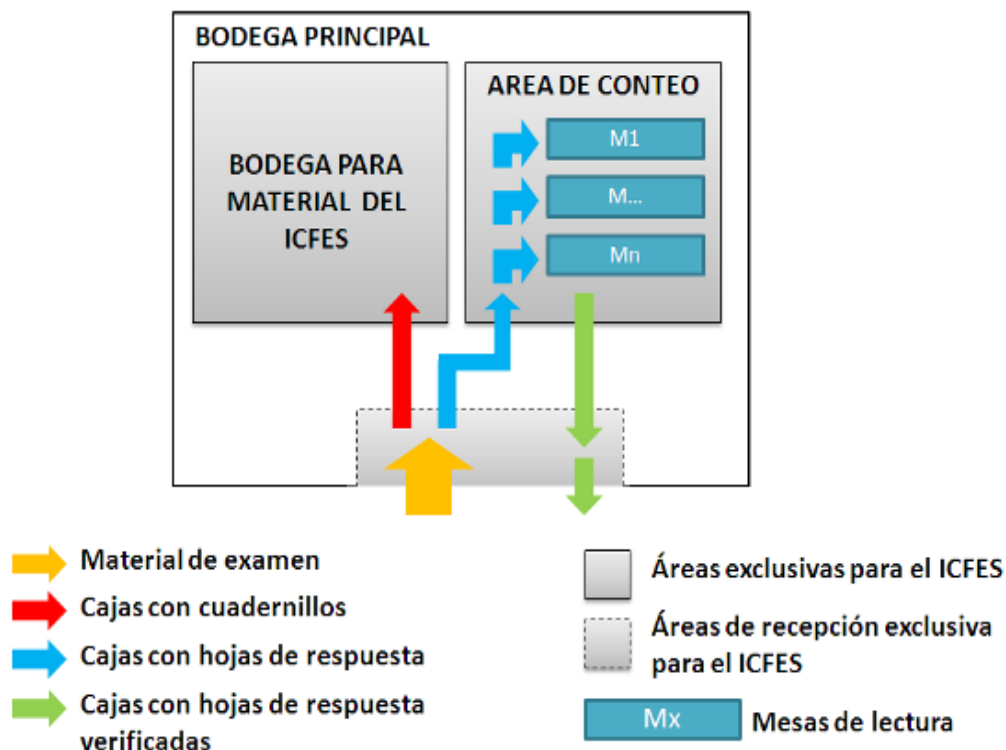 BODEGA PRINCIPAL
BODEGA PARA
MATERIAL DEL
ICFES
AREA DE CONTEO
M1
M...
Mn
Material de examen
Cajas con cuadernillos
Cajas con hojas de respuesta
Cajas con hojas de respuesta
verificadas
Áreas exclusivas para el ICFES
Áreas de recepción exclusiva
para el ICFES
Mx
Mesas de lectura